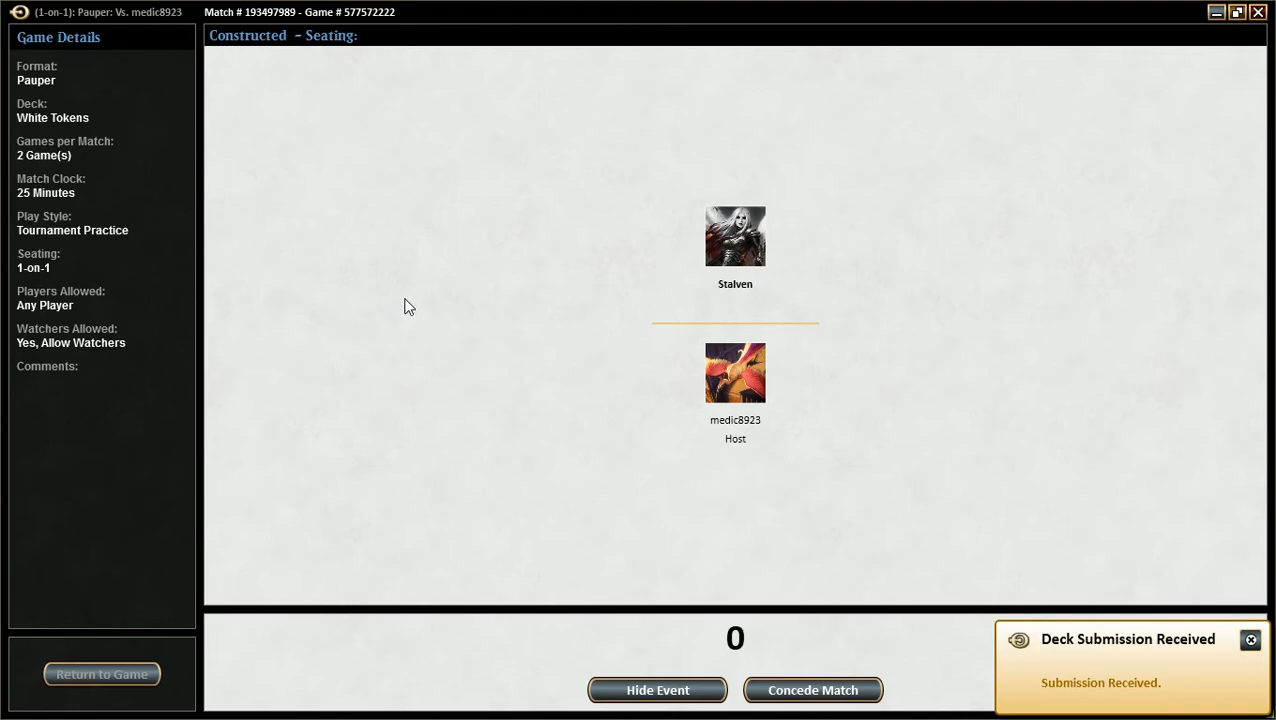 (1-on-1): Pauper: Vs. medic8923 Match # 193497989 - Game # 577572222
Game Details
Constructed - Seating:
Format:
Pauper
Deck:
White Tokens
Games per Match:
2 Game(s)
Match Clock:
25 Minutes
Play Style:
Tournament Practice
Seating:
1-on-1
Players Allowed:
Any Player
Watchers Allowed:
Yes, Allow Watchers
Comments:
Stalven
medic8923
Host
Return to Game
0
Hide Event
Concede Match
Deck Submission Received
Submission Received.